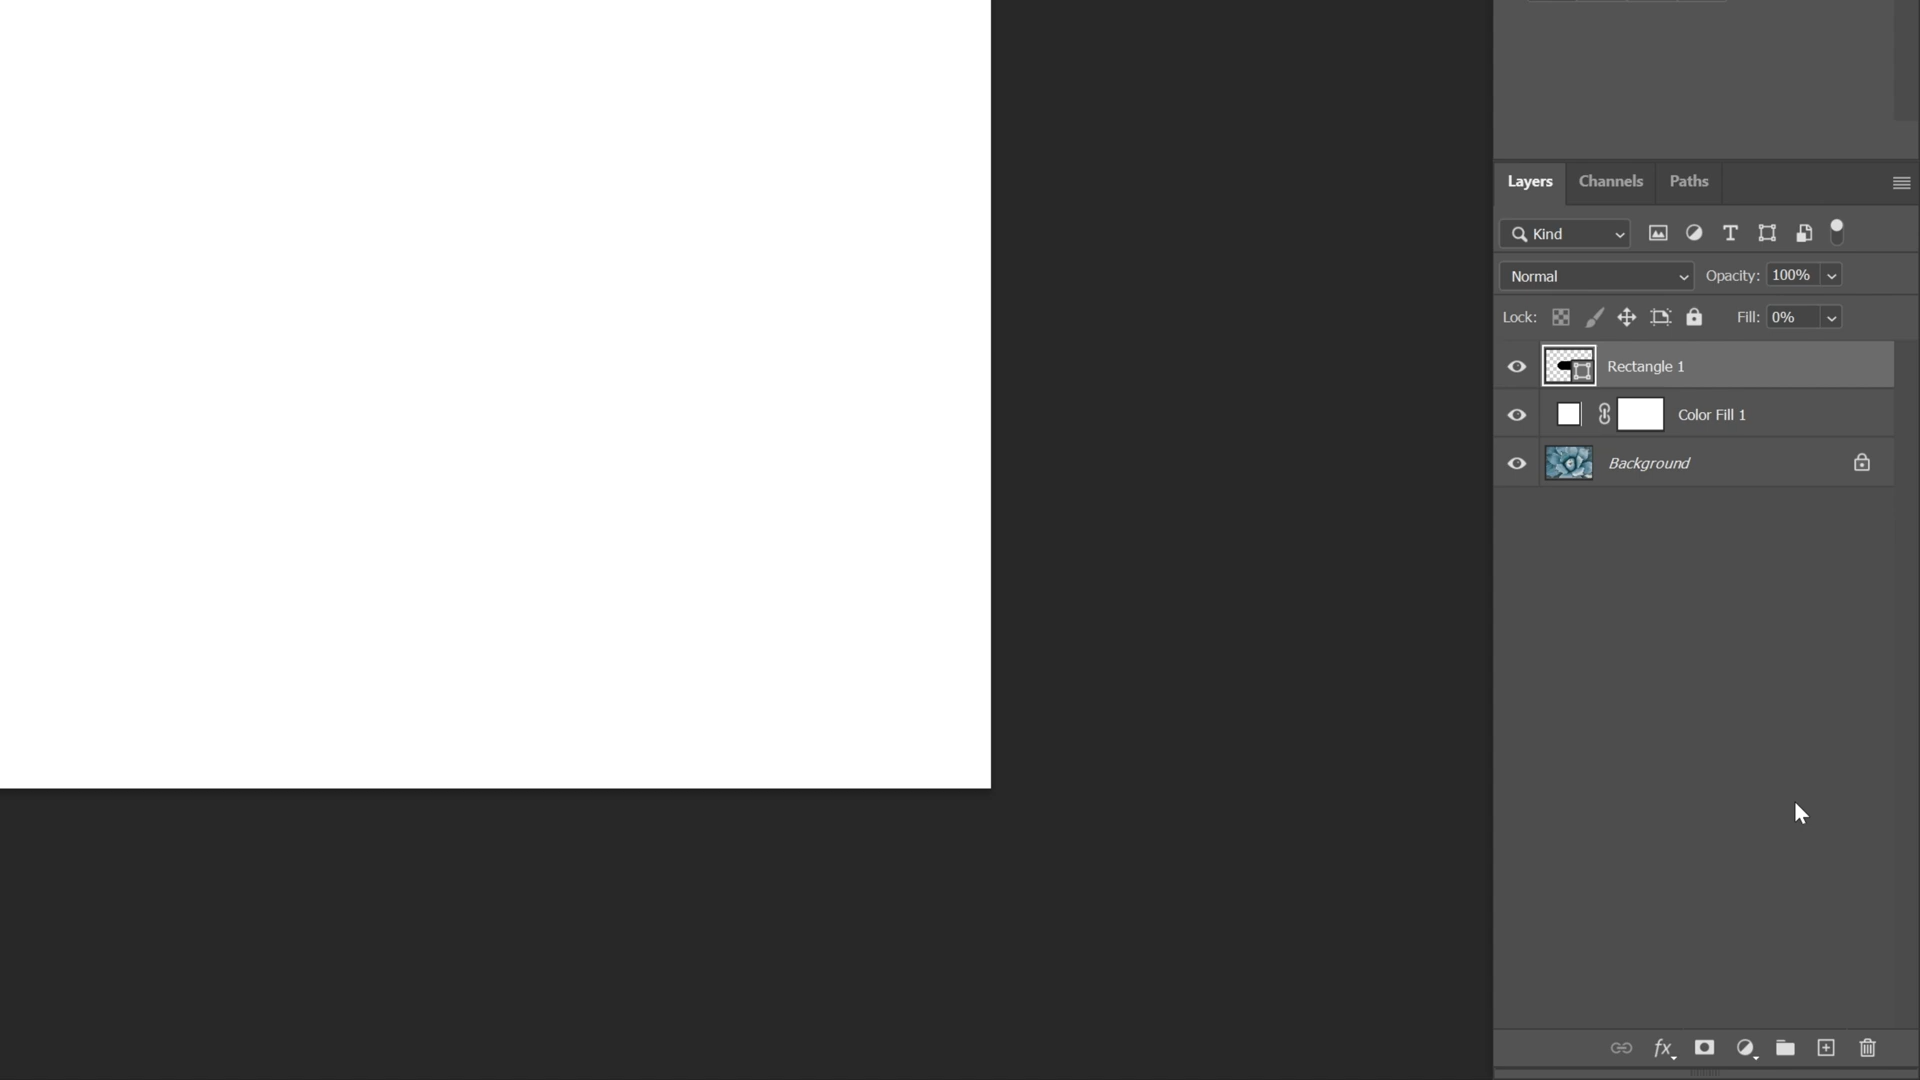 Layers Channels Paths
Kind
Normal Opacity: 100%
Lock: Fill: 0%
Rectangle 1
Color Fill 1
Background
fx